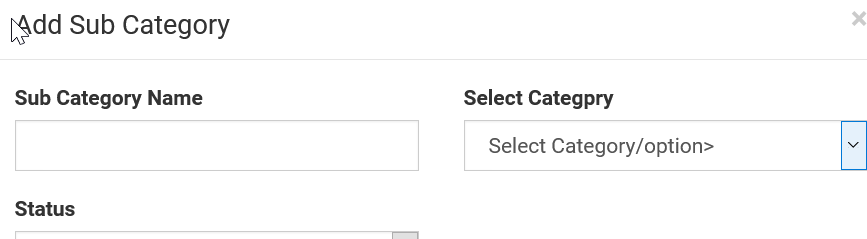 Add Sub Category
×
Sub Category Name
Select Categpry
Select Category/option>
Status